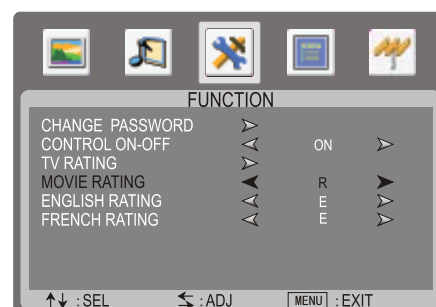 FUNCTION
CHANGE PASSWORD
CONTROL ON-OFF ON
TV RATING
MOVIE RATING R
ENGLISH RATING E
FRENCH RATING E
: SEL : ADJ MENU : EXIT